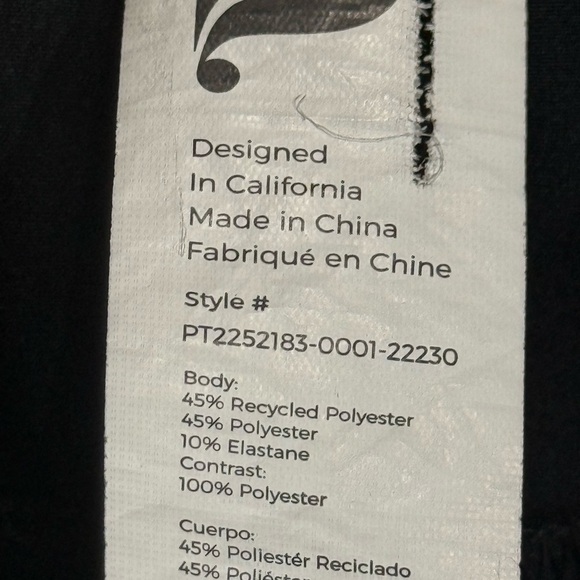 Designed
In California
Made in China
Fabriqué en Chine
Style #
PT2252183-0001-22230
Body:
45% Recycled Polyester
45% Polyester
10% Elastane
Contrast:
100% Polyester
Cuerpo:
45% Poliestér Reciclado
45%